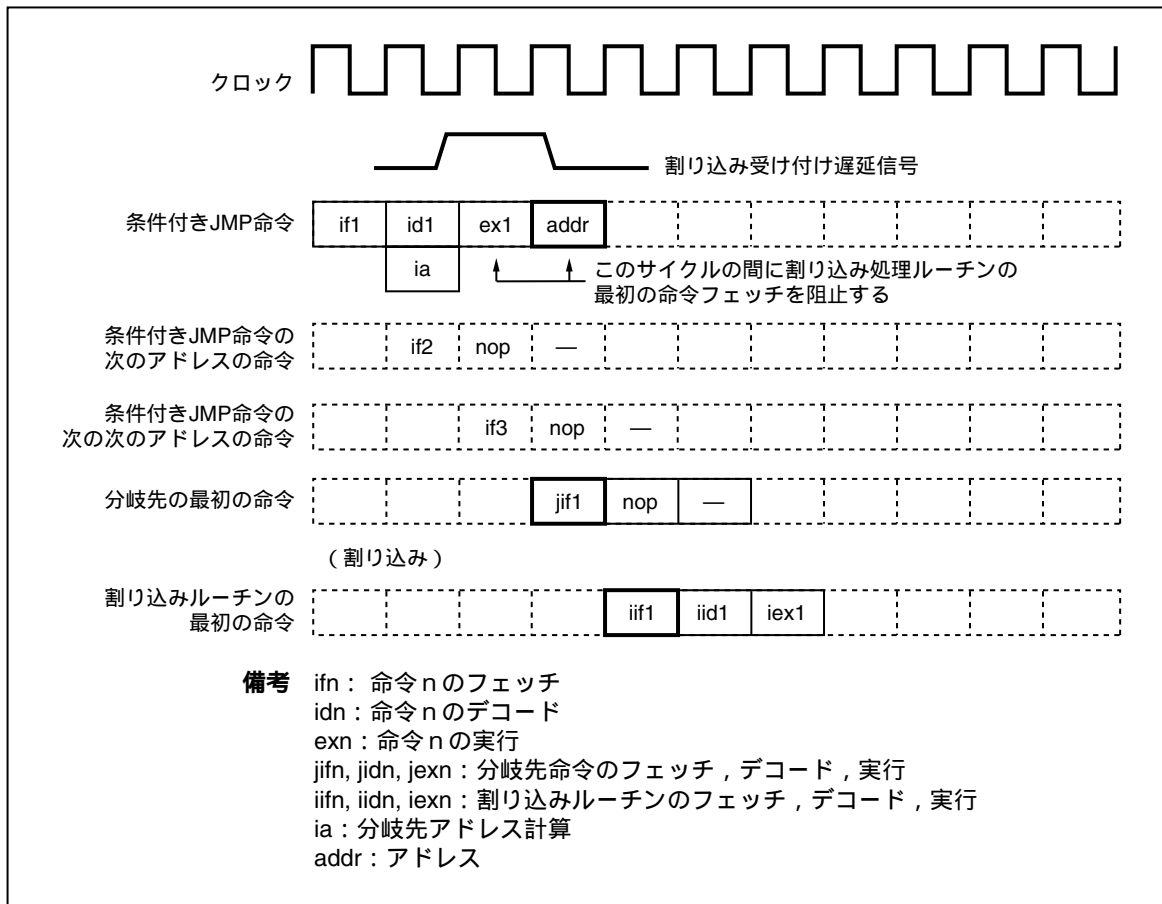 クロック
割り込み受け付け遅延信号
条件付きJMP命令
if1 id1 ex1 addr
ia
このサイクルの間に割り込み処理ルーチンの
最初の命令フェッチを阻止する
条件付きJMP命令の
次のアドレスの命令
if2 nop —
条件付きJMP命令の
次の次のアドレスの命令
if3 nop —
分岐先の最初の命令
jif1 nop —
（割り込み）
割り込みルーチンの
最初の命令
iif1 iid1 iex1
備考 ifn：命令ｎのフェッチ
idn：命令ｎのデコード
exn：命令ｎの実行
jifn, jidn, jexn：分岐先命令のフェッチ，デコード，実行
iifn, iidn, iexn：割り込みルーチンのフェッチ，デコード，実行
ia：分岐先アドレス計算
addr：アドレス